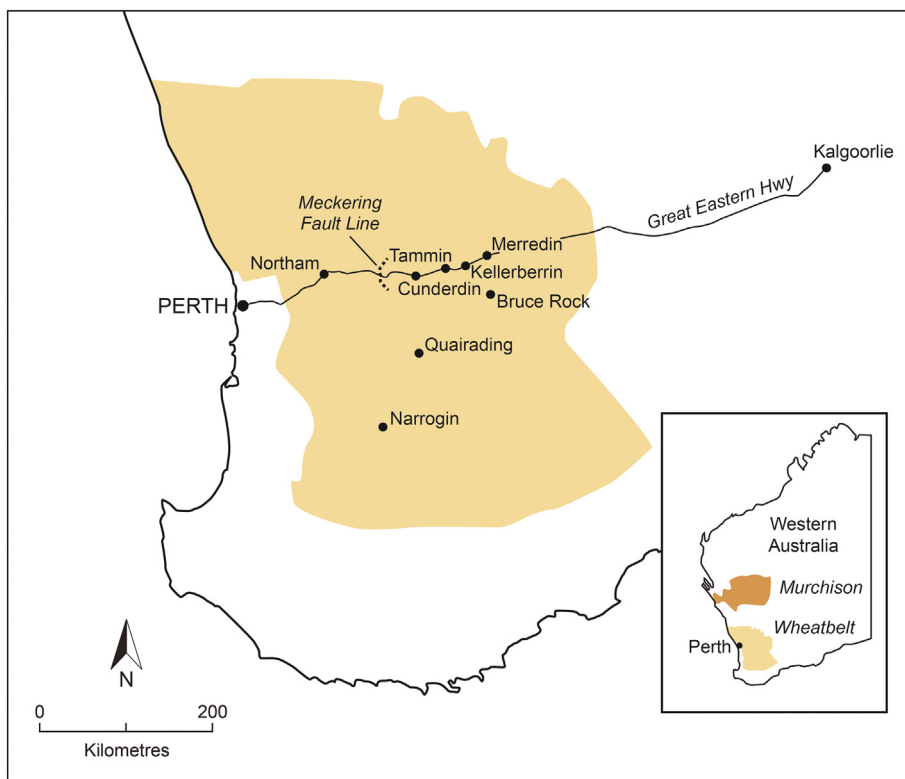 Kalgoorlie
Great Eastern Hwy
Meckering
Fault Line
Merredin
Tammin
Northam
Kellerberrin
Cunderdin
PERTH
Bruce Rock
Quairading
Narrogin
Western
Australia
Murchison
Wheatbelt
Perth
N
0
200
Kilometres